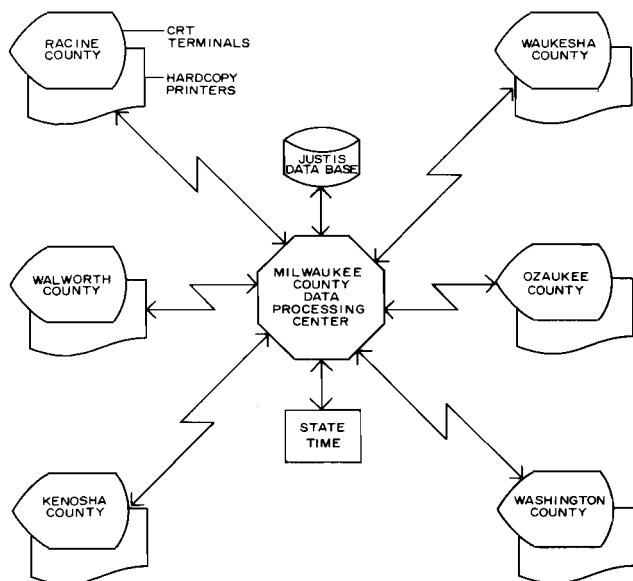 RACINE
COUNTY
CRT
TERMINALS
HARDCOPY
PRINTERS
WAUKESHA
COUNTY
JUSTIS
DATA BASE
WALWORTH
COUNTY
MILWAUKEE
COUNTY
DATA
PROCESSING
CENTER
OZAUKEE
COUNTY
STATE
TIME
KENOSHA
COUNTY
WASHINGTON
COUNTY